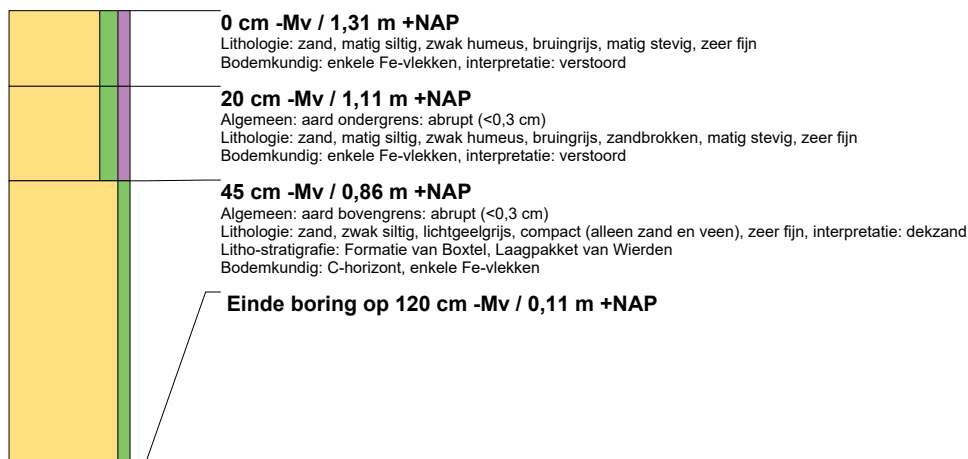 0 cm -Mv / 1,31 m +NAP
Lithologie: zand, matig siltig, zwak humeus, bruingrijs, matig stevig, zeer fijn
Bodemkundig: enkele Fe-vlekken, interpretatie: verstoord
20 cm -Mv / 1,11 m +NAP
Algemeen: aard ondergrens: abrupt (<0,3 cm)
Lithologie: zand, matig siltig, zwak humeus, bruingrijs, zandbrokken, matig stevig, zeer fijn
Bodemkundig: enkele Fe-vlekken, interpretatie: verstoord
45 cm -Mv / 0,86 m +NAP
Algemeen: aard bovengrens: abrupt (<0,3 cm)
Lithologie: zand, zwak siltig, lichtgeelgrijs, compact (alleen zand en veen), zeer fijn, interpretatie: dekzand
Litho-stratigrafie: Formatie van Boxtel, Laagpakket van Wierden
Bodemkundig: C-horizont, enkele Fe-vlekken
Einde boring op 120 cm -Mv / 0,11 m +NAP